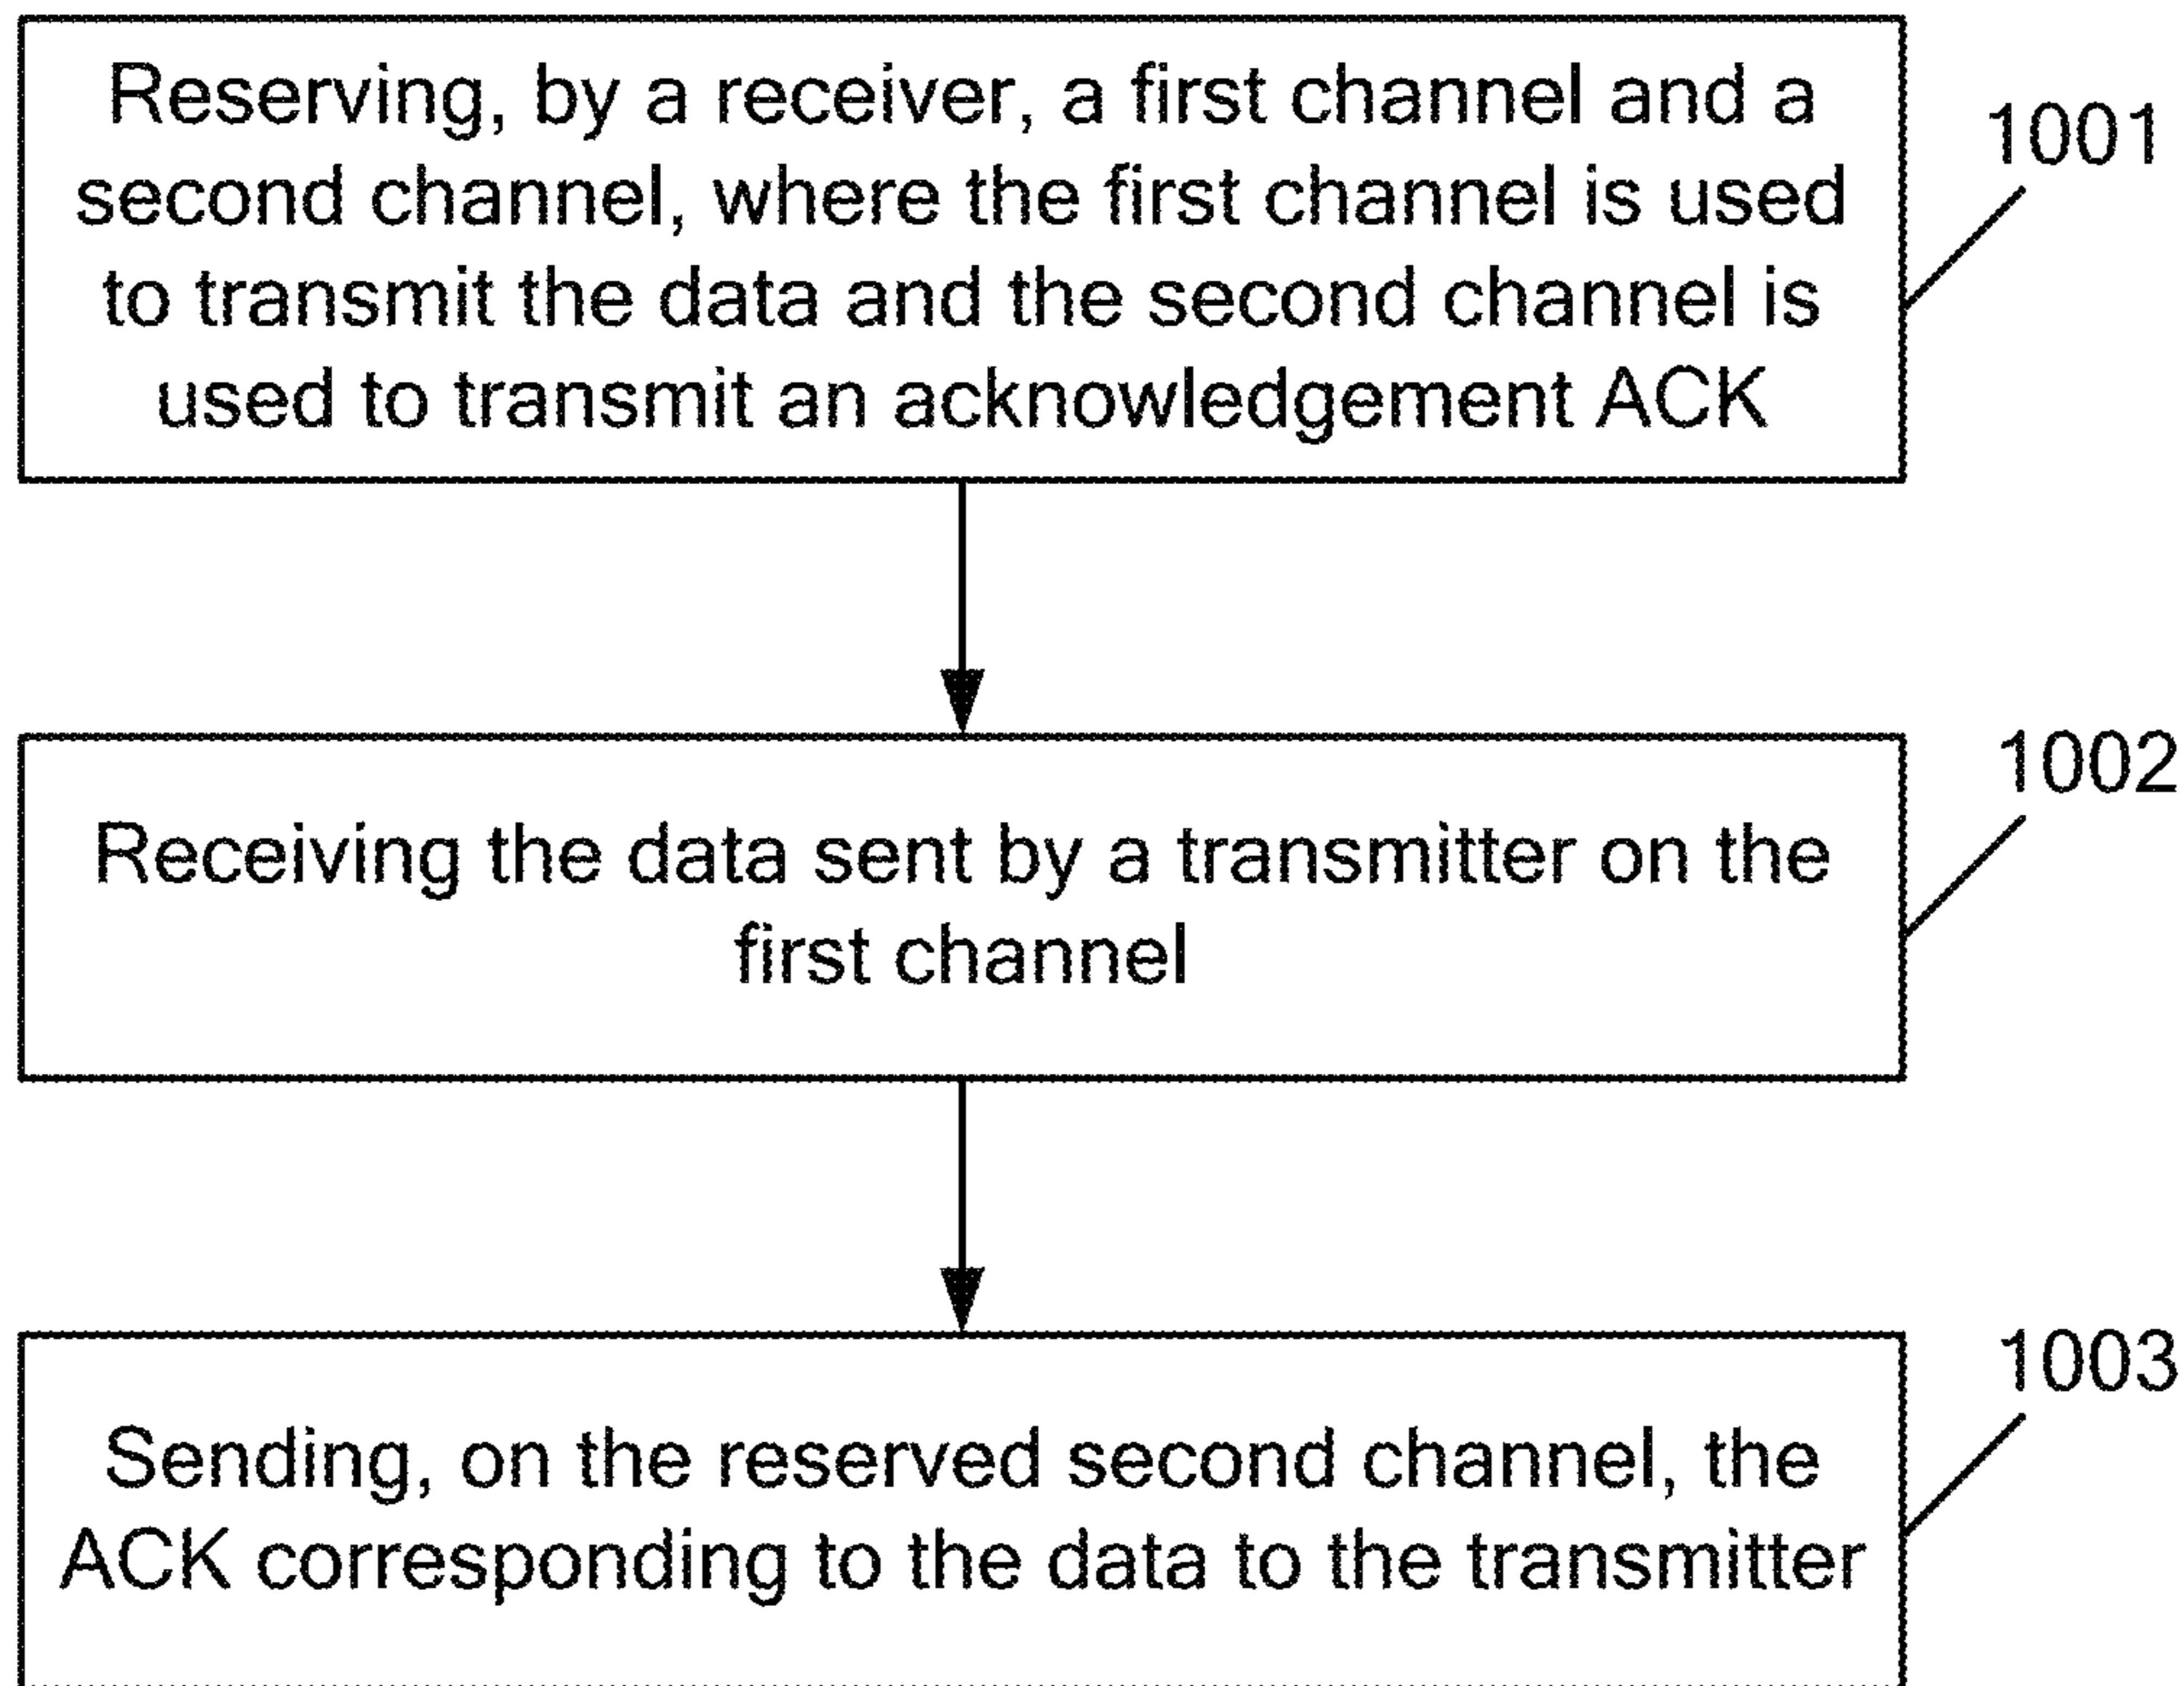 Reserving, by a receiver, a first channel and a
second channel, where the first channel is used
to transmit the data and the second channel is
used to transmit an acknowledgement ACK
1001
Receiving the data sent by a transmitter on the
first channel
1002
Sending, on the reserved second channel, the
ACK corresponding to the data to the transmitter
1003